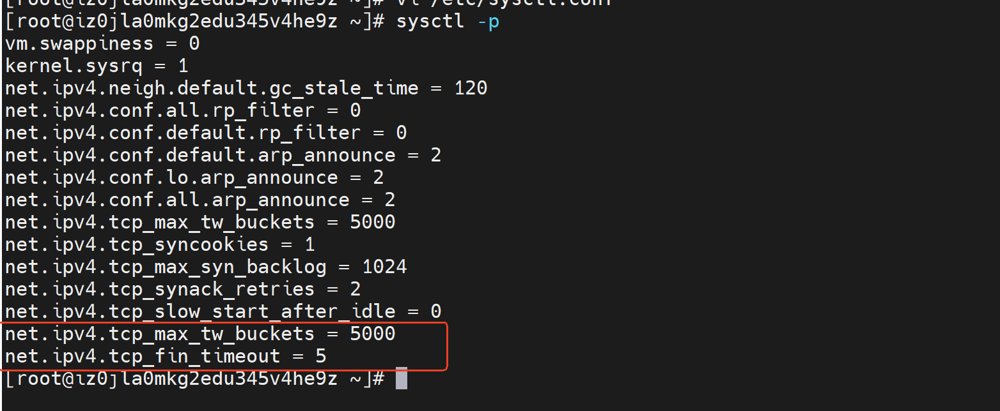 [root@iz0jla0mkg2edu345v4he9z ~]# vi /etc/sysctl.conf
[root@iz0jla0mkg2edu345v4he9z ~]# sysctl -p
vm.swappiness = 0
kernel.sysrq = 1
net.ipv4.neigh.default.gc_stale_time = 120
net.ipv4.conf.all.rp_filter = 0
net.ipv4.conf.default.rp_filter = 0
net.ipv4.conf.default.arp_announce = 2
net.ipv4.conf.lo.arp_announce = 2
net.ipv4.conf.all.arp_announce = 2
net.ipv4.tcp_max_tw_buckets = 5000
net.ipv4.tcp_syncookies = 1
net.ipv4.tcp_max_syn_backlog = 1024
net.ipv4.tcp_synack_retries = 2
net.ipv4.tcp_slow_start_after_idle = 0
net.ipv4.tcp_max_tw_buckets = 5000
net.ipv4.tcp_fin_timeout = 5
[root@iz0jla0mkg2edu345v4he9z ~]#